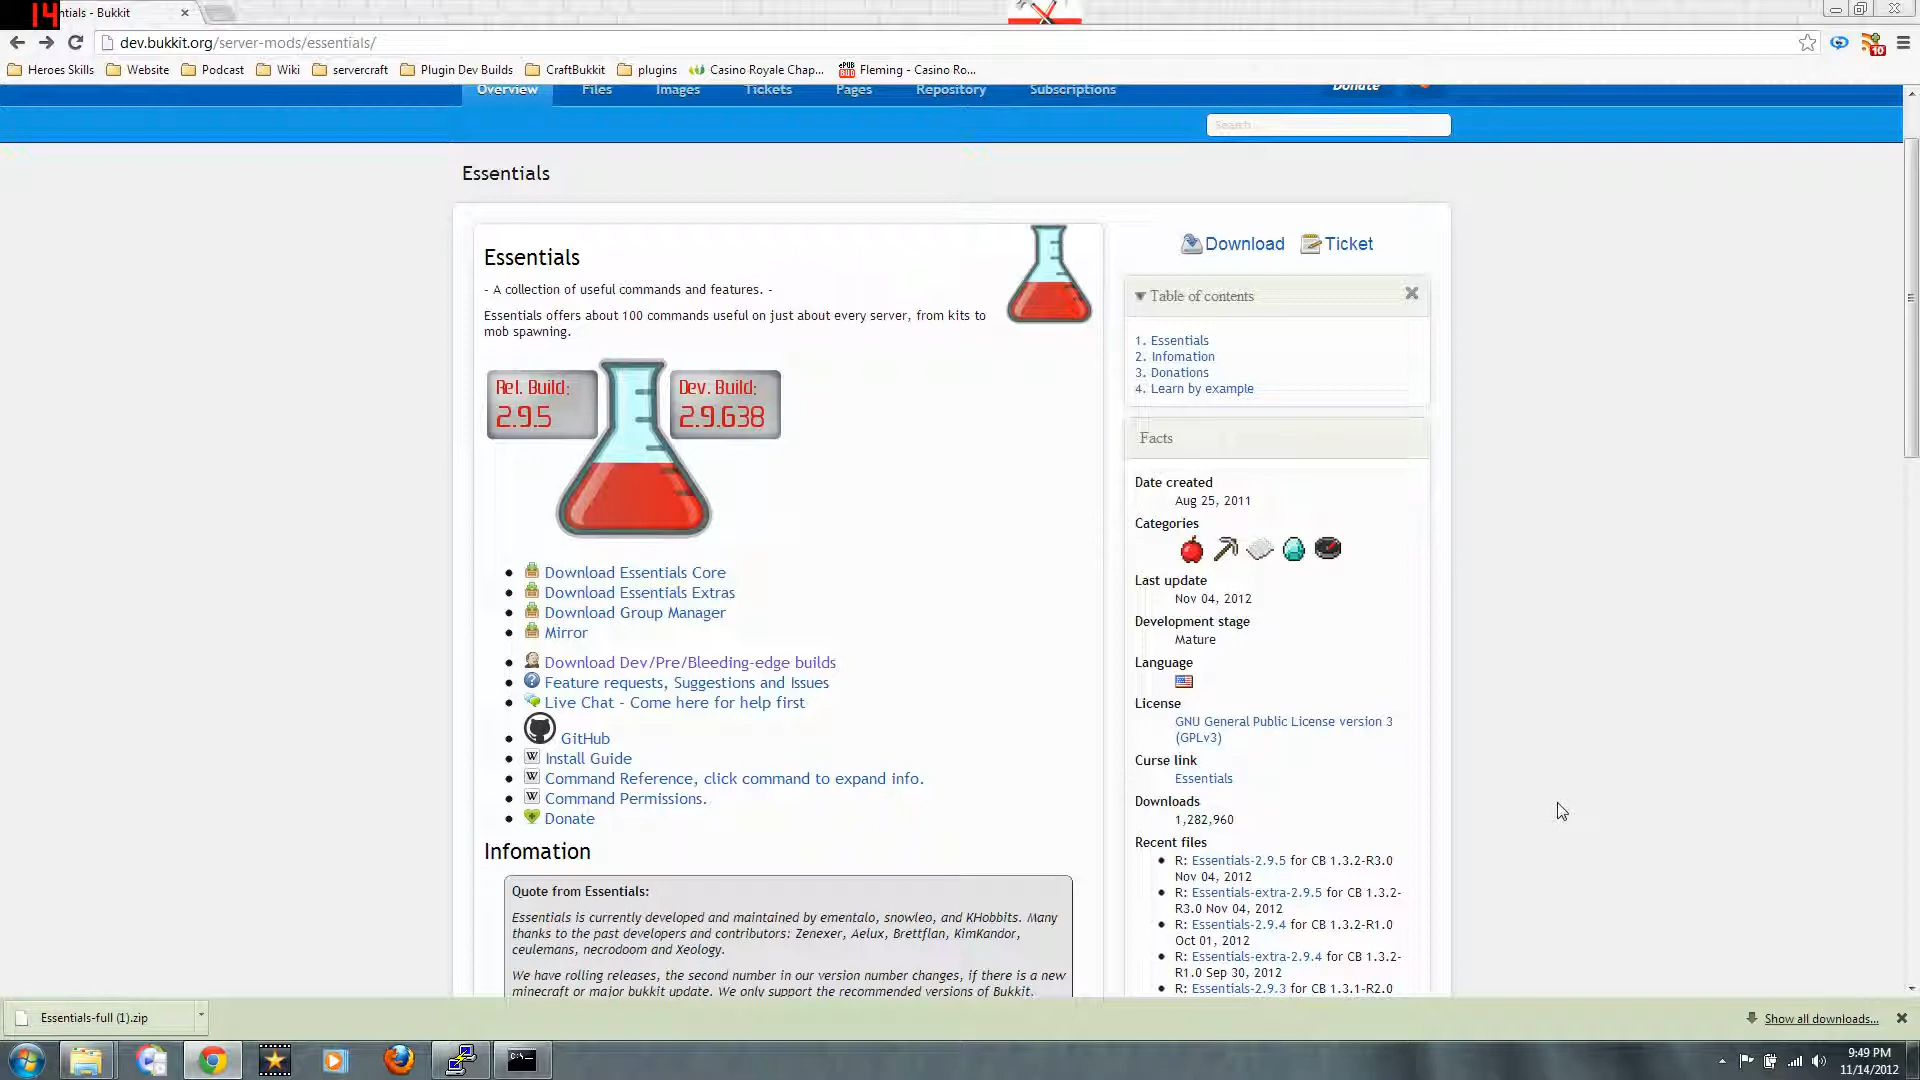 14
ntials - Bukkit
dev.bukkit.org/server-mods/essentials/
10
Heroes Skills Website Podcast Wiki servercraft Plugin Dev Builds CraftBukkit plugins Casino Royale Chap... Fleming - Casino Ro...
Overview Files Images Tickets Pages Repository Subscriptions Donate
Search
Essentials
Essentials
- A collection of useful commands and features. -
Essentials offers about 100 commands useful on just about every server, from kits to
mob spawning.
Rel. Build:
2.9.5
Dev. Build:
2.9.638
Download Essentials Core
Download Essentials Extras
Download Group Manager
Mirror
Download Dev/Pre/Bleeding-edge builds
Feature requests, Suggestions and Issues
Live Chat - Come here for help first
GitHub
W Install Guide
W Command Reference, click command to expand info.
W Command Permissions.
Donate
Infomation
Quote from Essentials:
Essentials is currently developed and maintained by ementalo, snowleo, and KHobbits. Many
thanks to the past developers and contributors: Zenexer, Aelux, Brettflan, KimKandor,
ceulemans, necrodoom and Xeology.
We have rolling releases, the second number in our version number changes, if there is a new
minecraft or major bukkit update. We only support the recommended versions of Bukkit.
Download Ticket
Table of contents
1. Essentials
2. Infomation
3. Donations
4. Learn by example
Facts
Date created
Aug 25, 2011
Categories
Last update
Nov 04, 2012
Development stage
Mature
Language
License
GNU General Public License version 3
(GPLv3)
Curse link
Essentials
Downloads
1,282,960
Recent files
R: Essentials-2.9.5 for CB 1.3.2-R3.0
Nov 04, 2012
R: Essentials-extra-2.9.5 for CB 1.3.2-
R3.0 Nov 04, 2012
R: Essentials-2.9.4 for CB 1.3.2-R1.0
Oct 01, 2012
R: Essentials-extra-2.9.4 for CB 1.3.2-
R1.0 Sep 30, 2012
R: Essentials-2.9.3 for CB 1.3.1-R2.0
Essentials-full (1).zip
Show all downloads...
9:49 PM
11/14/2012